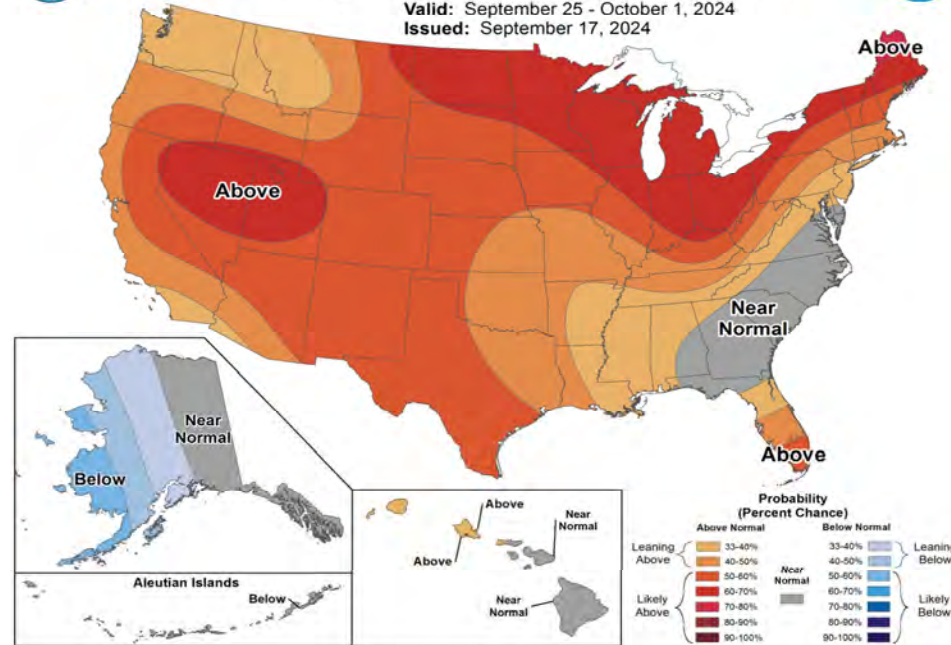 Valid: September 25 - October 1, 2024
Issued: September 17, 2024
Above
Above
Near
Normal
Above
Near
Normal
Below
Aleutian Islands
Below
Above
Near
Normal
Above
Near
Normal
Probability
(Percent Chance)
Above Normal Below Normal
Leaning
Above
33-40%
40-50%
Likely
Above
50-60%
60-70%
70-80%
80-90%
90-100%
Near
Normal
33-40%
40-50%
Leaning
Below
50-60%
60-70%
70-80%
80-90%
90-100%
Likely
Below